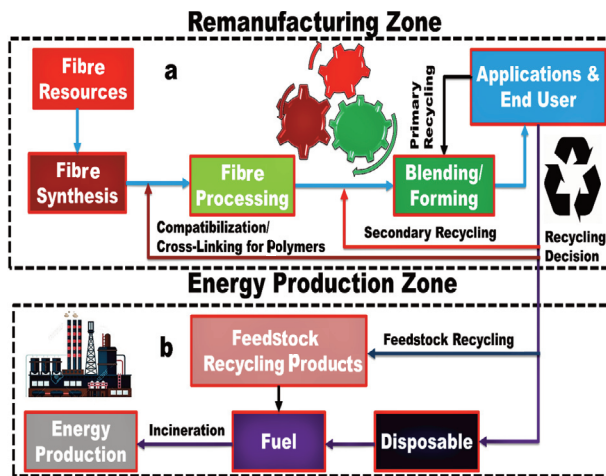 Remanufacturing Zone
a
Fibre
Resources
Applications &
End User
Primary
Recycling
Fibre
Synthesis
Fibre
Processing
Blending/
Forming
Compatibilization/
Cross-Linking for Polymers
Secondary Recycling
Recycling
Decision
Energy Production Zone
b
Feedstock
Recycling Products
Feedstock Recycling
Energy
Production
Incineration
Fuel
Disposable